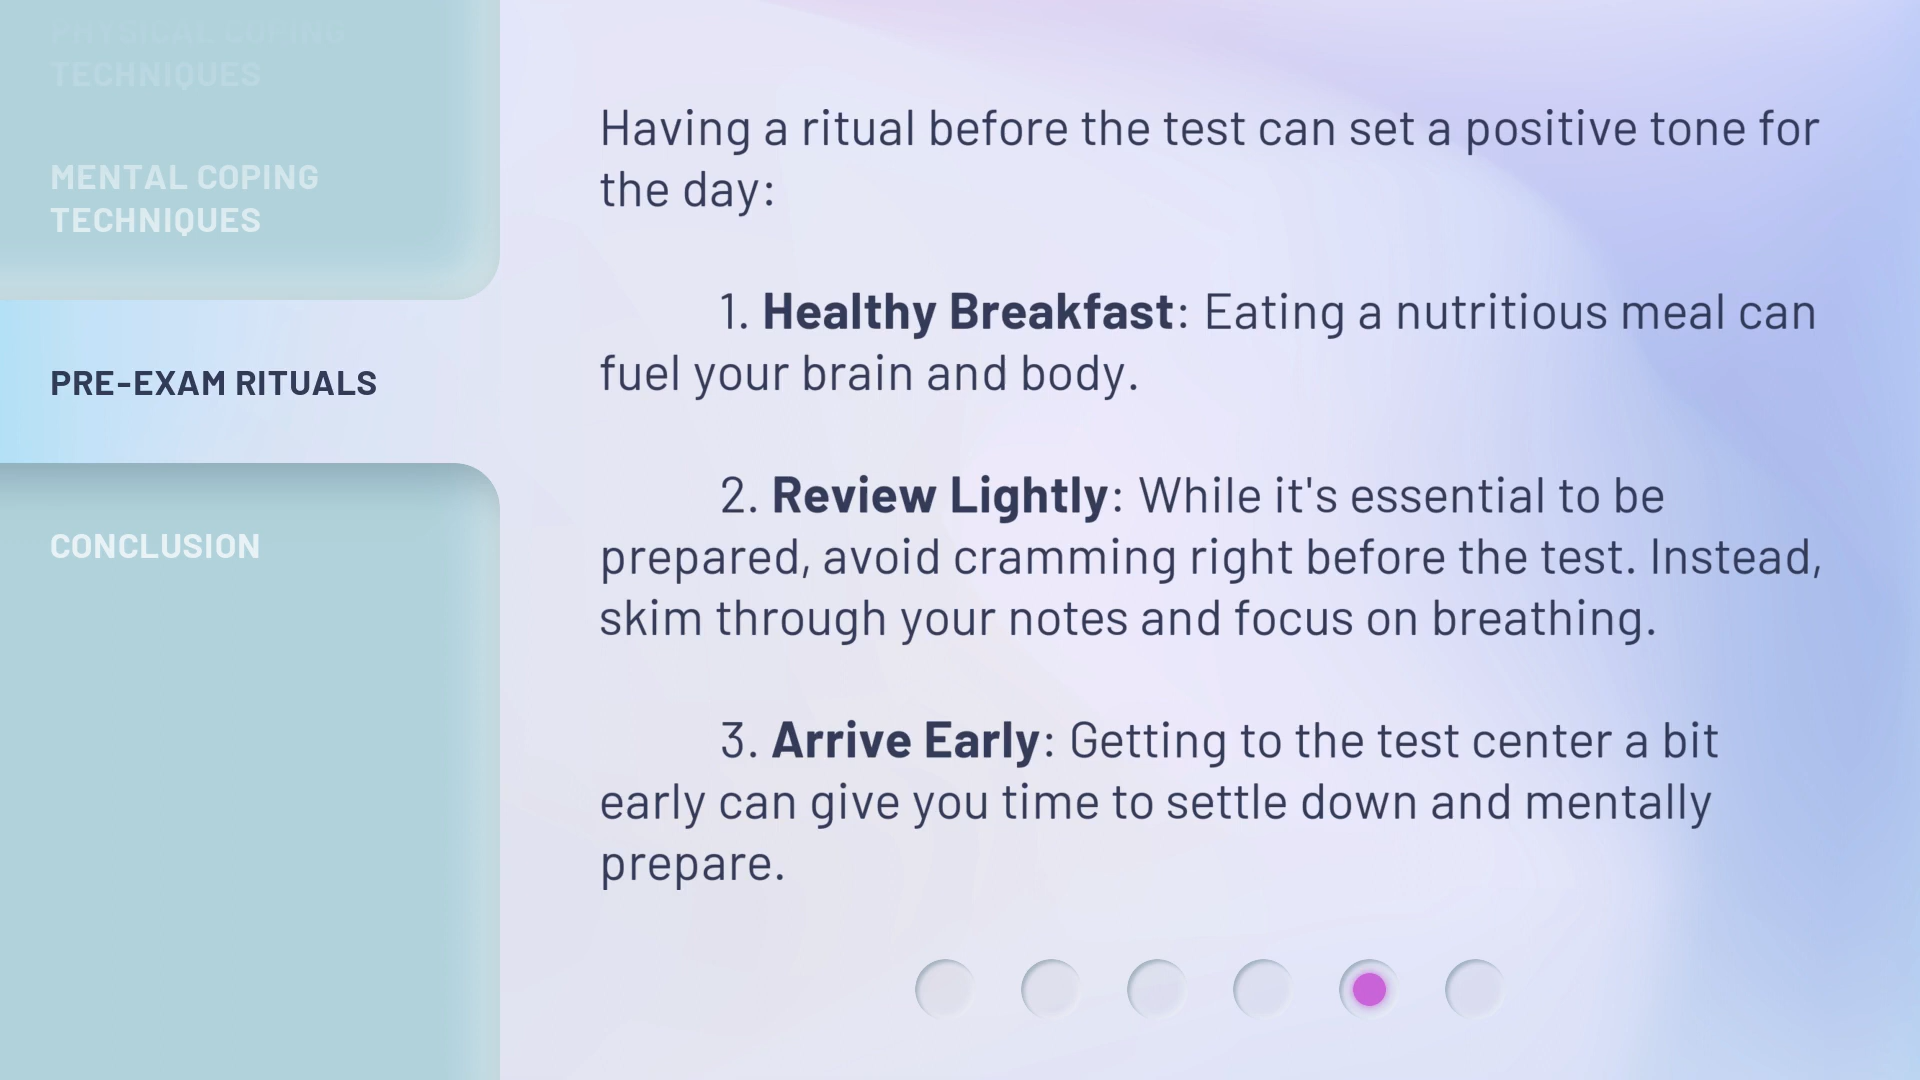 PHYSICAL COPING
TECHNIQUES
MENTAL COPING
TECHNIQUES
PRE-EXAM RITUALS
CONCLUSION
Having a ritual before the test can set a positive tone for
the day:
1. Healthy Breakfast: Eating a nutritious meal can
fuel your brain and body.
2. Review Lightly: While it's essential to be
prepared, avoid cramming right before the test. Instead,
skim through your notes and focus on breathing.
3. Arrive Early: Getting to the test center a bit
early can give you time to settle down and mentally
prepare.